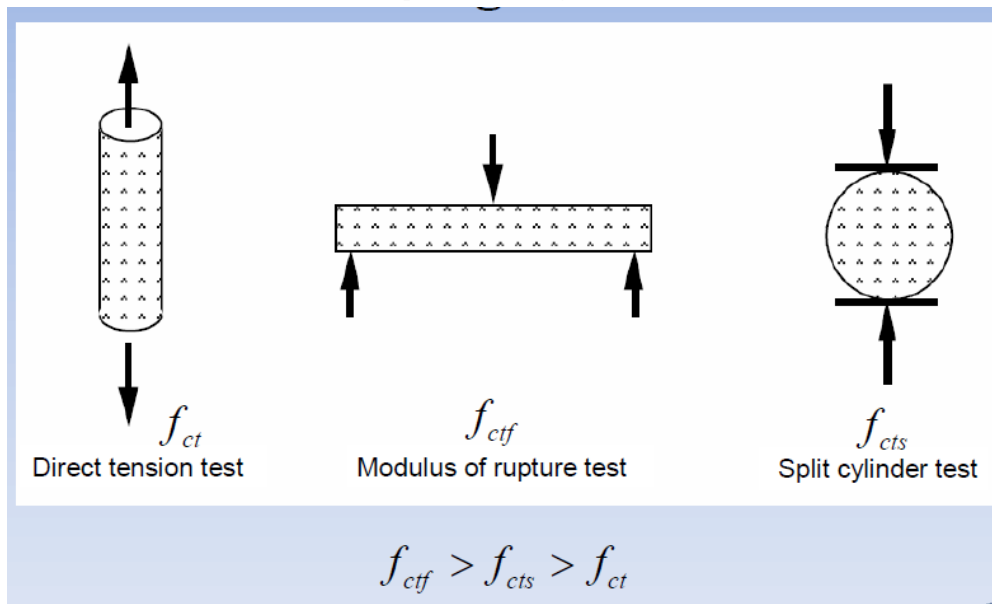 f_ct
Direct tension test
f_ctf
Modulus of rupture test
f_cts
Split cylinder test
f_ctf > f_cts > f_ct